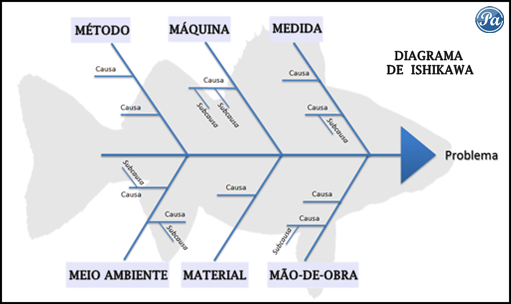 Pa
MÉTODO
MÁQUINA
MEDIDA
DIAGRAMA
DE ISHIKAWA
Causa
Causa
Causa
Subcausa
Subcausa
Causa
Causa
Subcausa
Problema
Subcausa
Causa
Causa
Subcausa
Causa
Causa
Causa
Subcausa
MEIO AMBIENTE
MATERIAL
MÃO-DE-OBRA